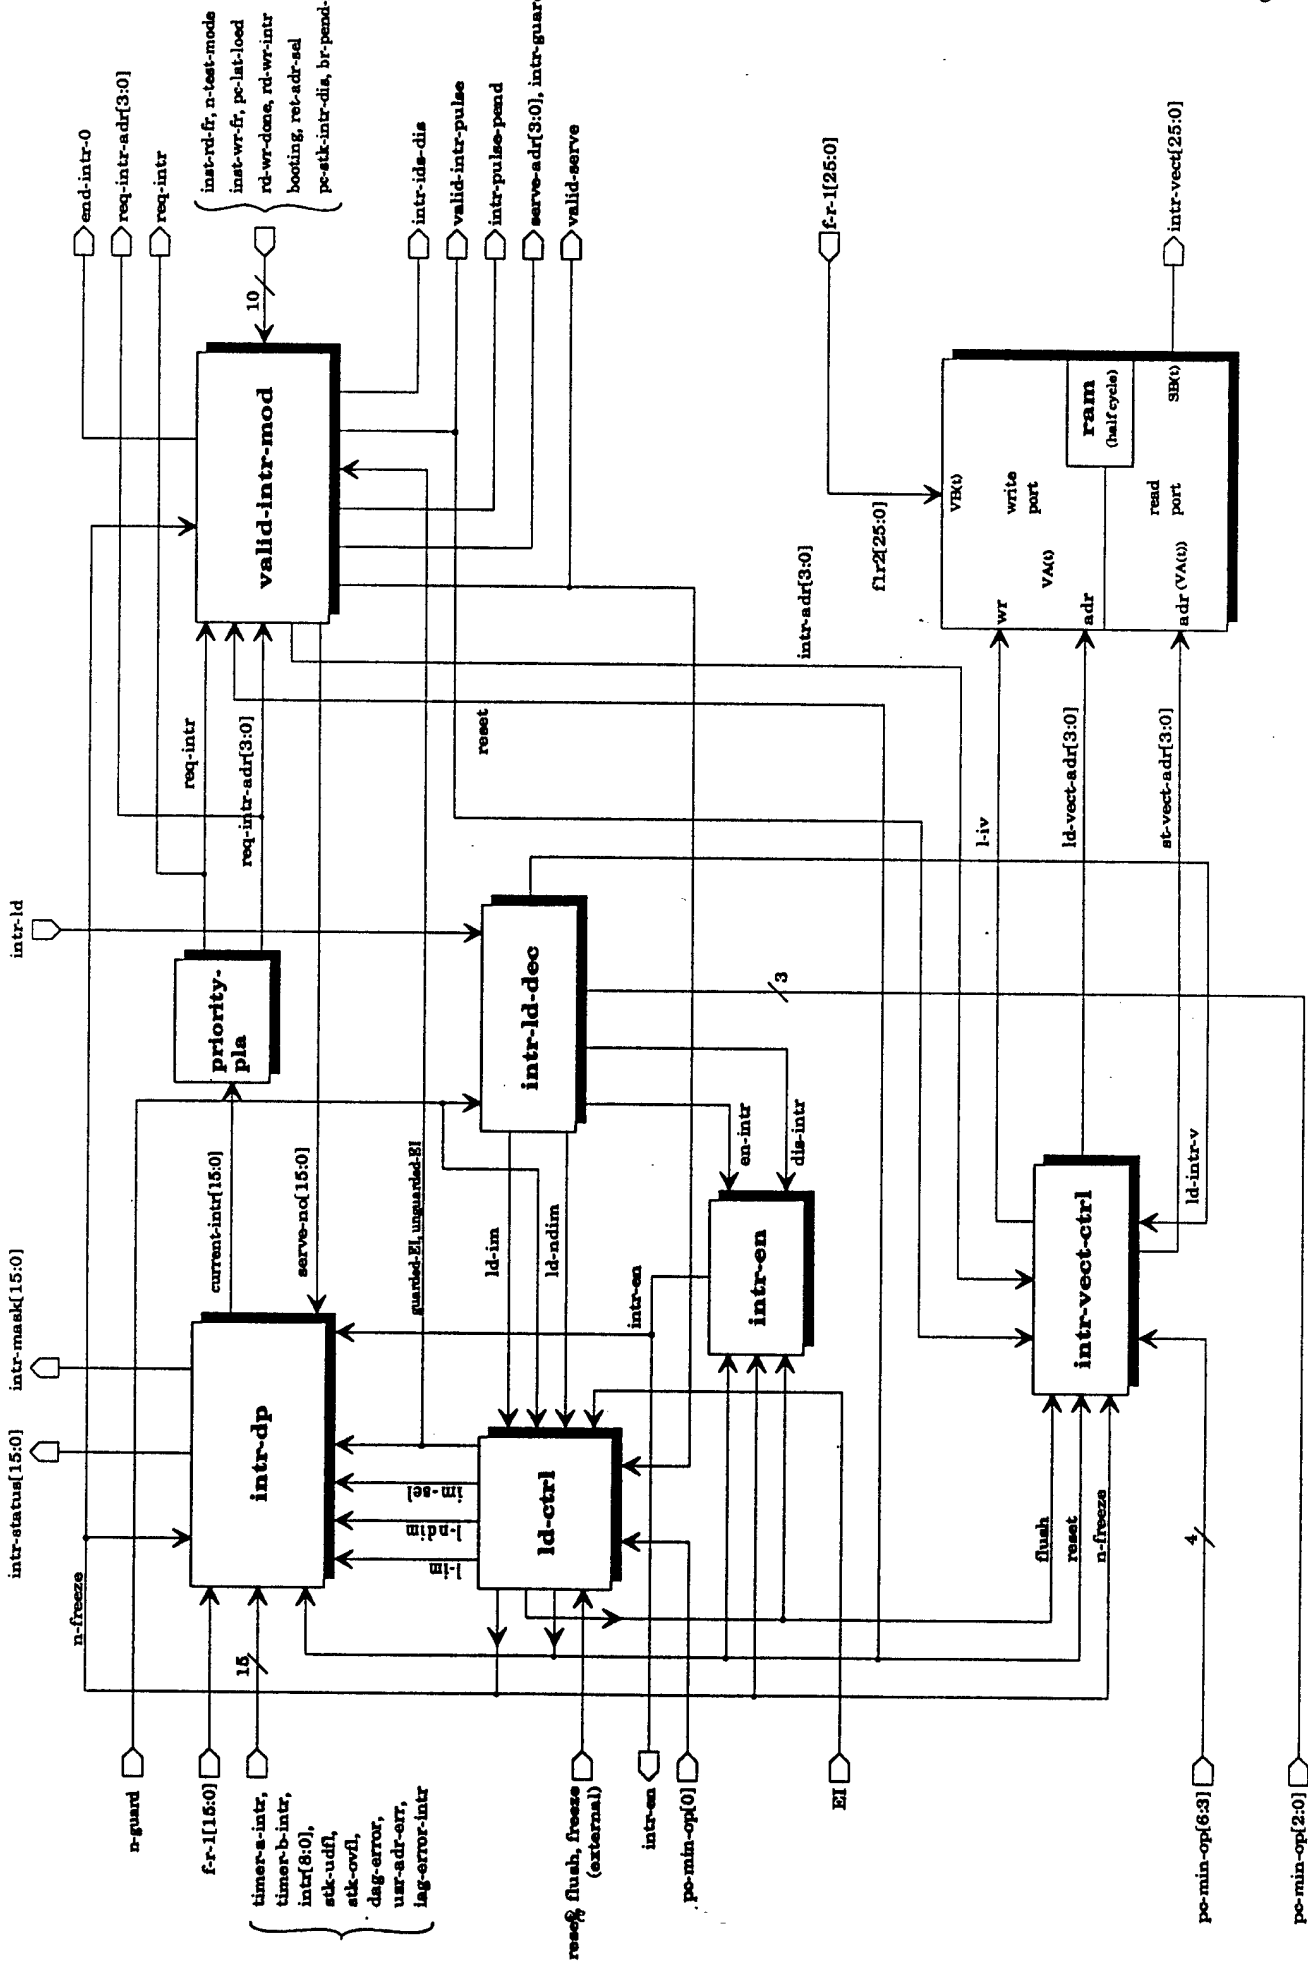 n-guard
f-r-1[15:0]
timer-a-intr,
timer-b-intr,
intr[8:0],
stk-udfl,
stk-ovfl,
dag-error,
usr-adr-err,
iag-error-intr
flush, freeze
(external)
intr-en
po-min-op[0]
EI
po-min-op[6:3]
po-min-op[2:0]
n-freeze
15
intr-status[15:0]
intr-mask[15:0]
intr-dp
l-im
l-ndim
im-sel
ld-ctrl
current-intr[15:0]
serve-no[15:0]
guarded-EI, unguarded-EI
ld-im
ld-ndim
intr-en
intr-en
en-intr
dis-intr
flush
reset
n-freeze
4
intr-vect-ctrl
ld-intr-v
intr-ld
priority-
pla
intr-ld-dec
3
req-intr
req-intr-adr[3:0]
reset
l-iv
ld-vect-adr[3:0]
st-vect-adr[3:0]
intr-adr[3:0]
f1r2[25:0]
valid-intr-mod
10
end-intr-0
req-intr-adr[3:0]
req-intr
inst-rd-fr, n-test-mode
inst-wr-fr, pc-lat-loed
rd-wr-done, rd-wr-intr
booting, ret-adr-sel
pc-stk-intr-dis, br-pend-
intr-ids-dis
valid-intr-pulse
intr-pulse-pend
serve-adr[3:0], intr-guar
valid-serve
f-r-1[25:0]
VB(t)
wr
write
port
VA(t)
adr
ram
(half cycle)
adr (VA(t))
read
port
SB(t)
intr-vect[25:0]